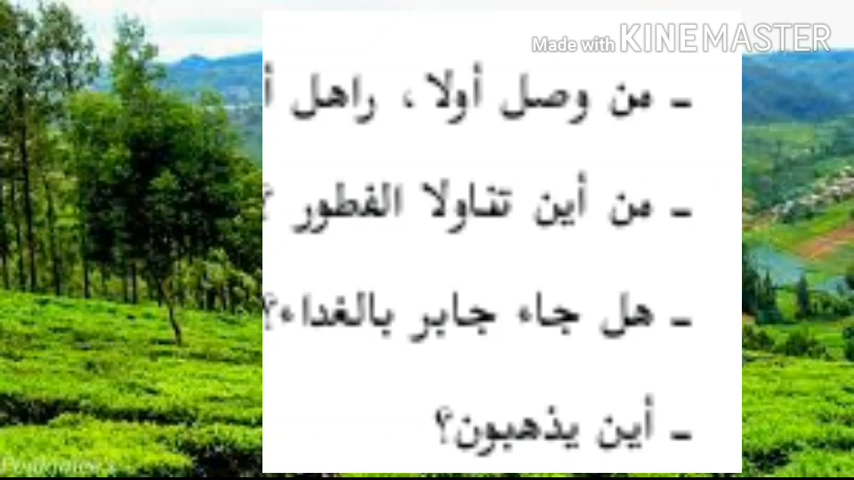 Made with KINEMASTER
ـ من وصل أولا، راهل أ
ـ من أين تناولا الفطور ؟
ـ هل جاء جابر بالغداء؟
ـ أين يذهبون؟